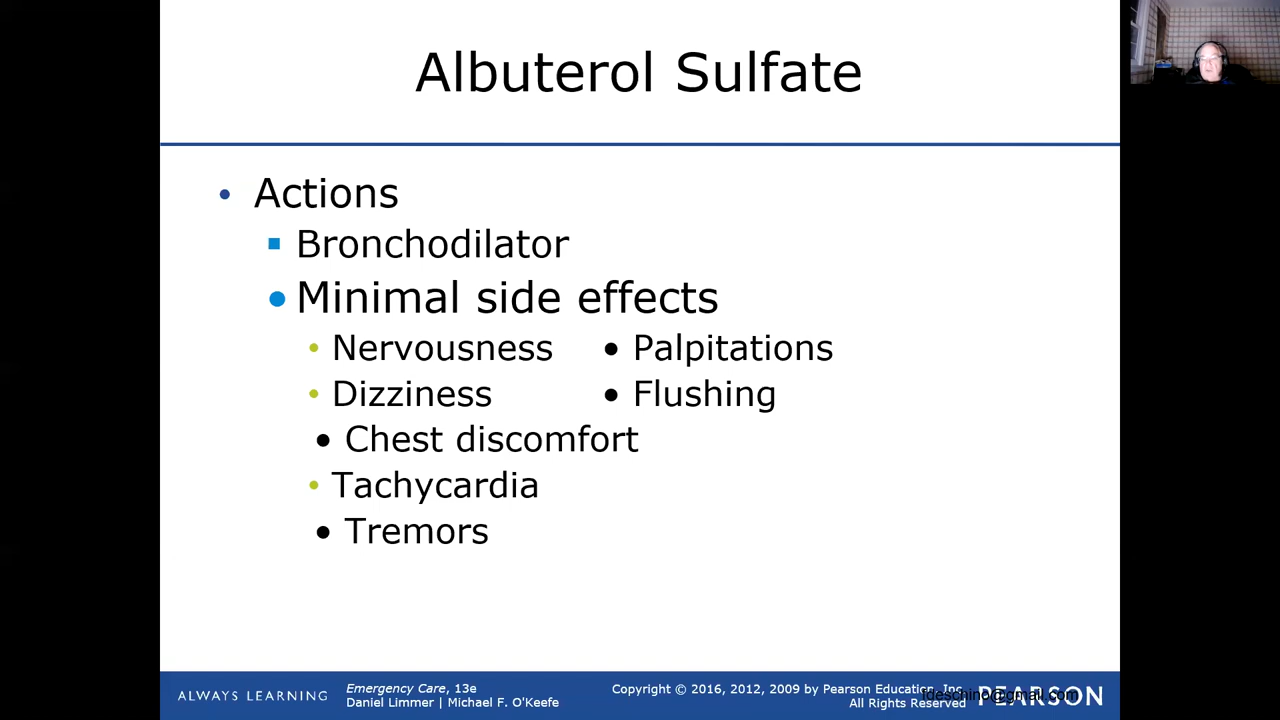 Albuterol Sulfate
• Actions
▪ Bronchodilator
• Minimal side effects
• Nervousness • Palpitations
• Dizziness • Flushing
• Chest discomfort
• Tachycardia
• Tremors
ALWAYS LEARNING
Emergency Care, 13e
Daniel Limmer | Michael F. O'Keefe
Copyright © 2016, 2012, 2009 by Pearson Education, Inc.
All Rights Reserved
PEARSON